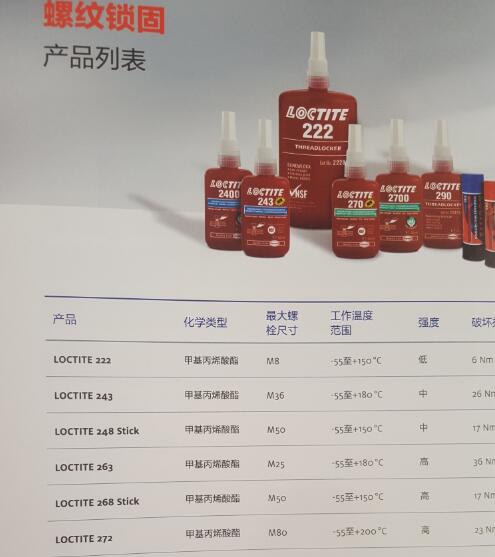 螺纹锁固
产品列表
LOCTITE
222
THREADLOCKER
NSF
LOCTITE
2400
LOCTITE
243
LOCTITE
270
LOCTITE
2700
LOCTITE
290
THREADLOCKER
产品 化学类型 最大螺栓尺寸 工作温度范围 强度 破坏
LOCTITE 222 甲基丙烯酸酯 M8 -55至+150°C 低 6 Nm
LOCTITE 243 甲基丙烯酸酯 M36 -55至+180°C 中 26 Nm
LOCTITE 248 Stick 甲基丙烯酸酯 M50 -55至+150°C 中 17 Nm
LOCTITE 263 甲基丙烯酸酯 M25 -55至+180°C 高 36 Nm
LOCTITE 268 Stick 甲基丙烯酸酯 M50 -55至+150°C 高 17 Nm
LOCTITE 272 甲基丙烯酸酯 M80 -55至+200°C 高 23 Nm